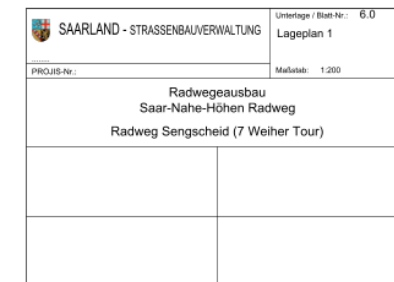 SAARLAND - STRASSENBAUVERWALTUNG
Unterlage / Blatt-Nr.: 6.0
Lageplan 1
........
PROJIS-Nr.:
Maßstab: 1:200
Radwegeausbau
Saar-Nahe-Höhen Radweg
Radweg Sengscheid (7 Weiher Tour)